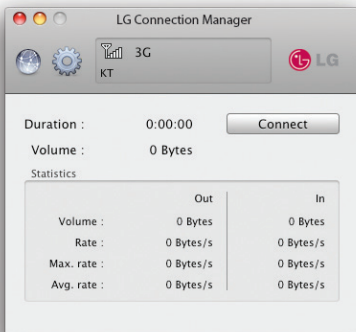 LG Connection Manager
3G
KT
LG
Duration : 0:00:00 Connect
Volume : 0 Bytes
Statistics
Out In
Volume : 0 Bytes 0 Bytes
Rate : 0 Bytes/s 0 Bytes/s
Max. rate : 0 Bytes/s 0 Bytes/s
Avg. rate : 0 Bytes/s 0 Bytes/s